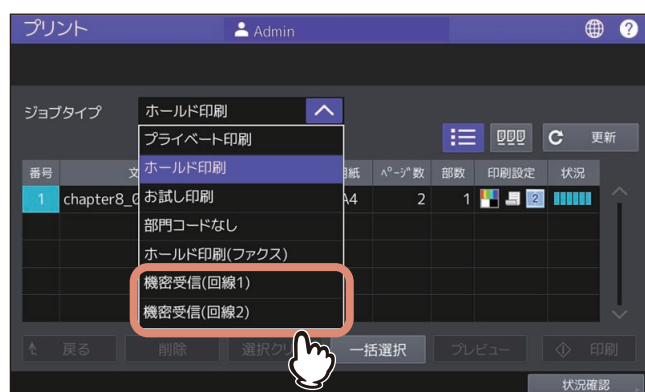 プリント
Admin
?
ジョブタイプ
ホールド印刷
プライベート印刷
ホールド印刷
お試し印刷
部門コードなし
ホールド印刷(ファクス)
機密受信(回線1)
機密受信(回線2)
更新
番号 文 用紙 ページ数 部数 印刷設定 状況
1 chapter8_ A4 2 1 2
戻る 削除 選択クリ 一括選択 プレビュー 印刷
状況確認